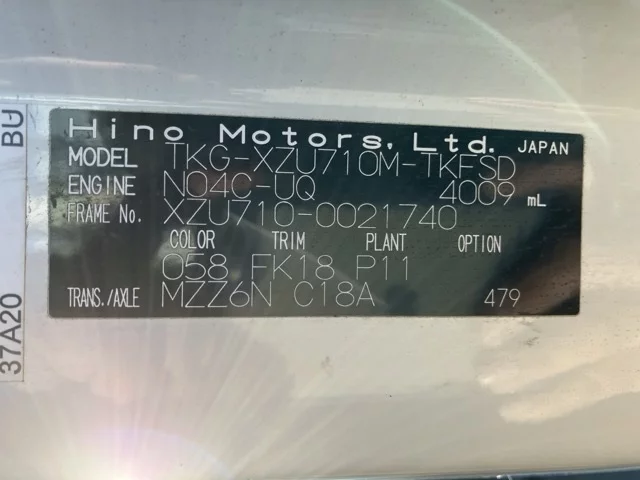 Hino Motors, Ltd. JAPAN
MODEL TKG-XZU710M-TKFSD
ENGINE N04C-UQ 4009 mL
FRAME No. XZU710-0021740
COLOR TRIM PLANT OPTION
058 FK18 P11
TRANS./AXLE MZZ6N C18A 479
37A20 BU